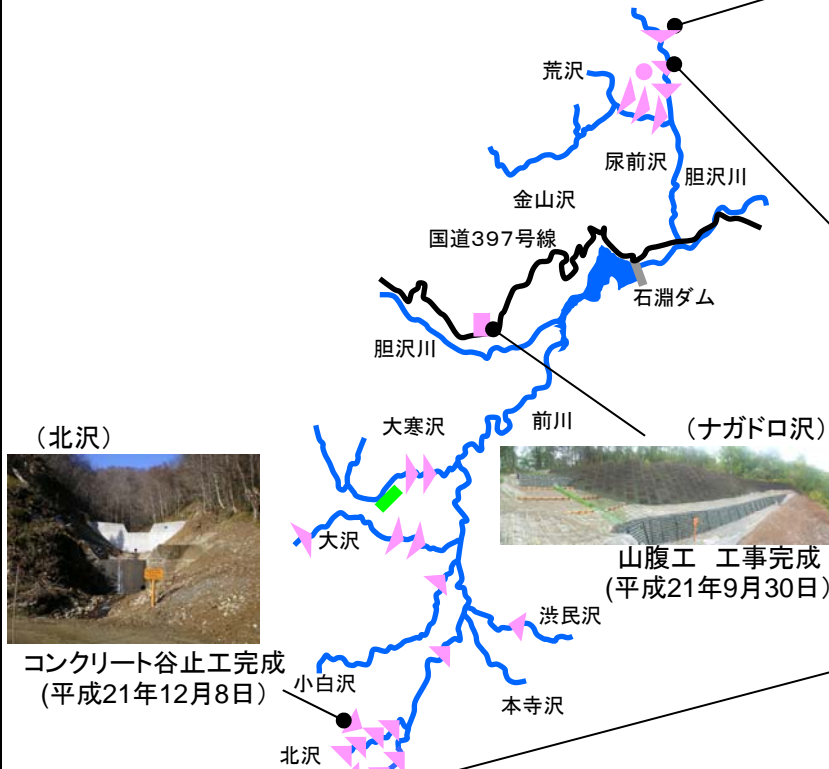 荒沢
尿前沢
胆沢川
金山沢
国道397号線
石淵ダム
胆沢川
前川
大寒沢
(北沢)
(ナガドロ沢)
大沢
山腹工 工事完成
(平成21年9月30日)
渋民沢
コンクリート谷止工完成
(平成21年12月8日)
小白沢
本寺沢
北沢